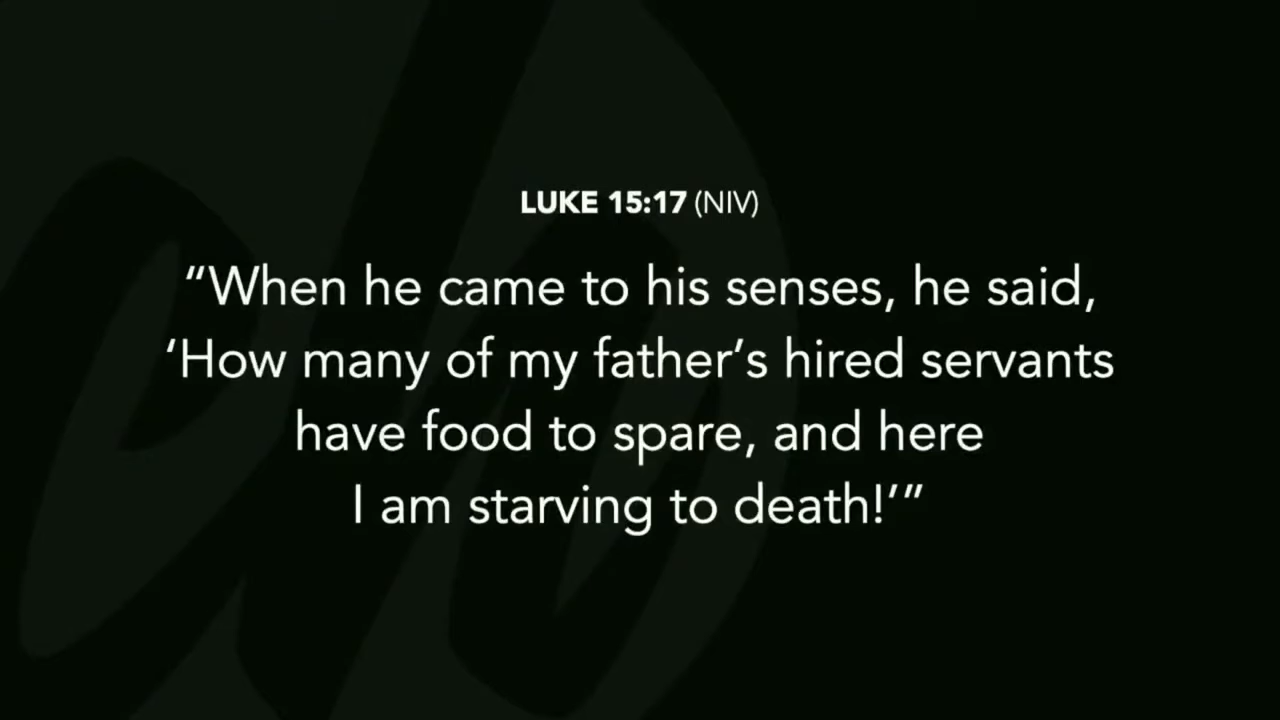 LUKE 15:17 (NIV)
“When he came to his senses, he said,
‘How many of my father’s hired servants
have food to spare, and here
I am starving to death!’”